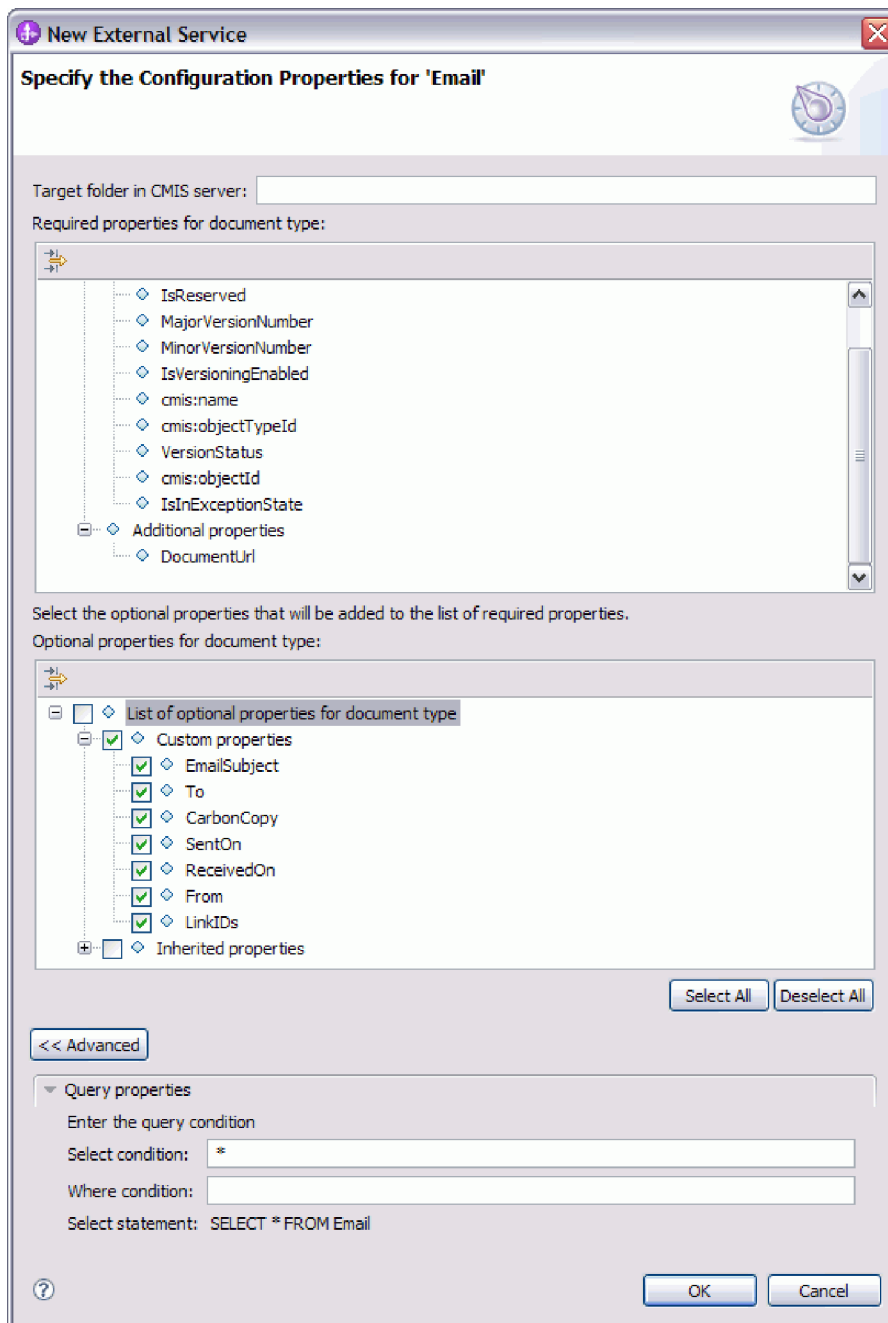 New External Service
Specify the Configuration Properties for 'Email'
Target folder in CMIS server:
Required properties for document type:
IsReserved
MajorVersionNumber
MinorVersionNumber
IsVersioningEnabled
cmis:name
cmis:objectTypeId
VersionStatus
cmis:objectId
IsInExceptionState
Additional properties
DocumentUrl
Select the optional properties that will be added to the list of required properties.
Optional properties for document type:
List of optional properties for document type
Custom properties
EmailSubject
To
CarbonCopy
SentOn
ReceivedOn
From
LinkIDs
Inherited properties
Select All Deselect All
<< Advanced
Query properties
Enter the query condition
Select condition: *
Where condition:
Select statement: SELECT * FROM Email
? OK Cancel